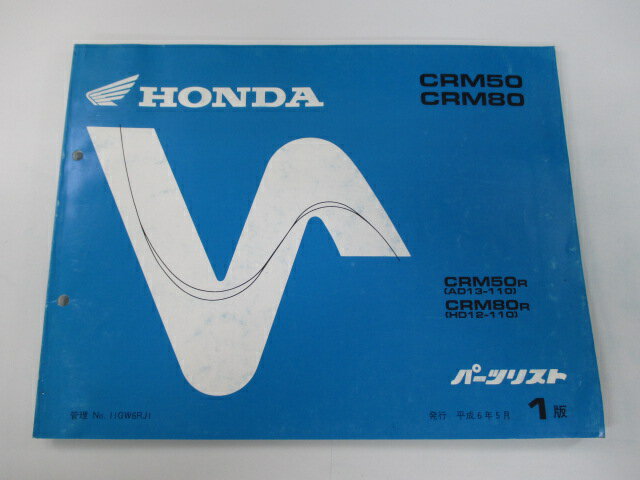 HONDA
CRM50
CRM80
CRM50R
(AD13-110)
CRM80R
(HD12-110)
パーツリスト
管理 No. 110W6RJ1
発行 平成6年5月 1版